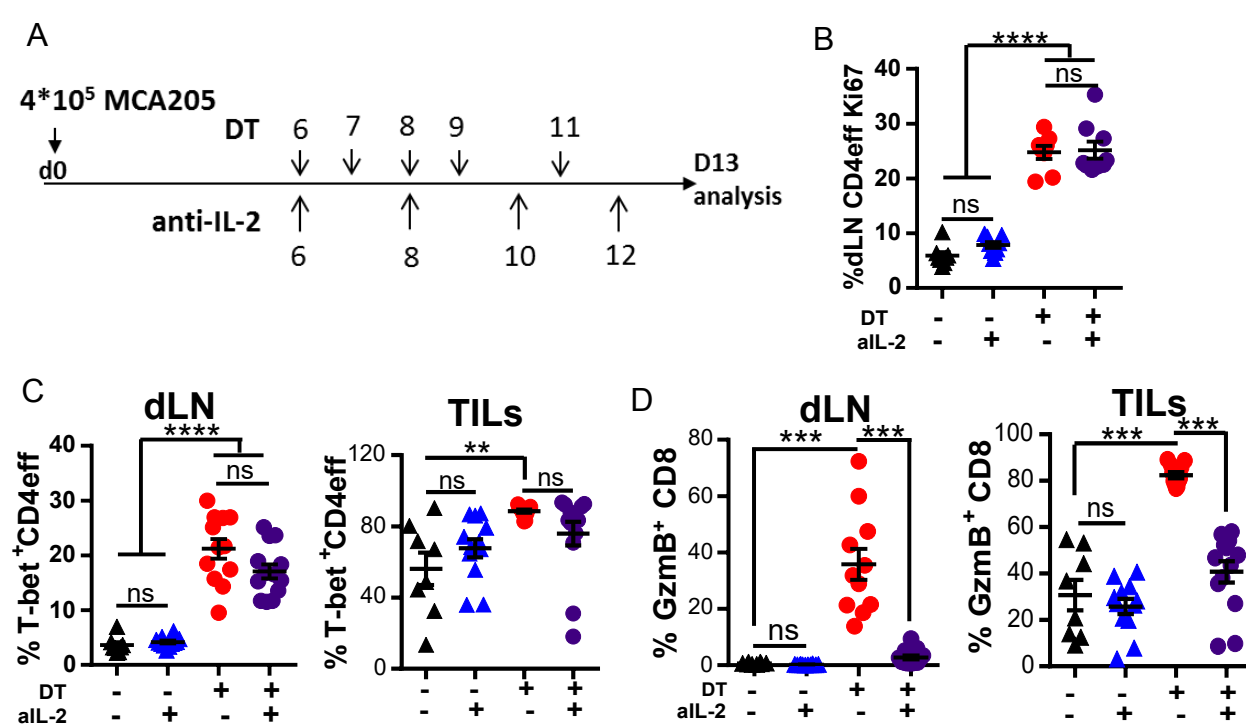 A
4*10⁵ MCA205
d0
DT
6 7 8 9 11
D13
analysis
anti-IL-2
6 8 10 12
B
****
ns
ns
%dLN CD4eff Ki67
40
30
20
10
0
DT - - + +
aIL-2 - + - +
C
dLN
****
ns
ns
% T-bet ⁺CD4eff
40
30
20
10
0
DT - - + +
aIL-2 - + - +
TILs
**
ns
ns
% T-bet ⁺CD4eff
120
80
40
0
- - + +
- + - +
D
dLN
*** ***
ns
% GzmB⁺ CD8
80
60
40
20
0
DT - - + +
aIL-2 - + - +
TILs
*** ***
ns
% GzmB⁺ CD8
100
80
60
40
20
0
- - + +
- + - +